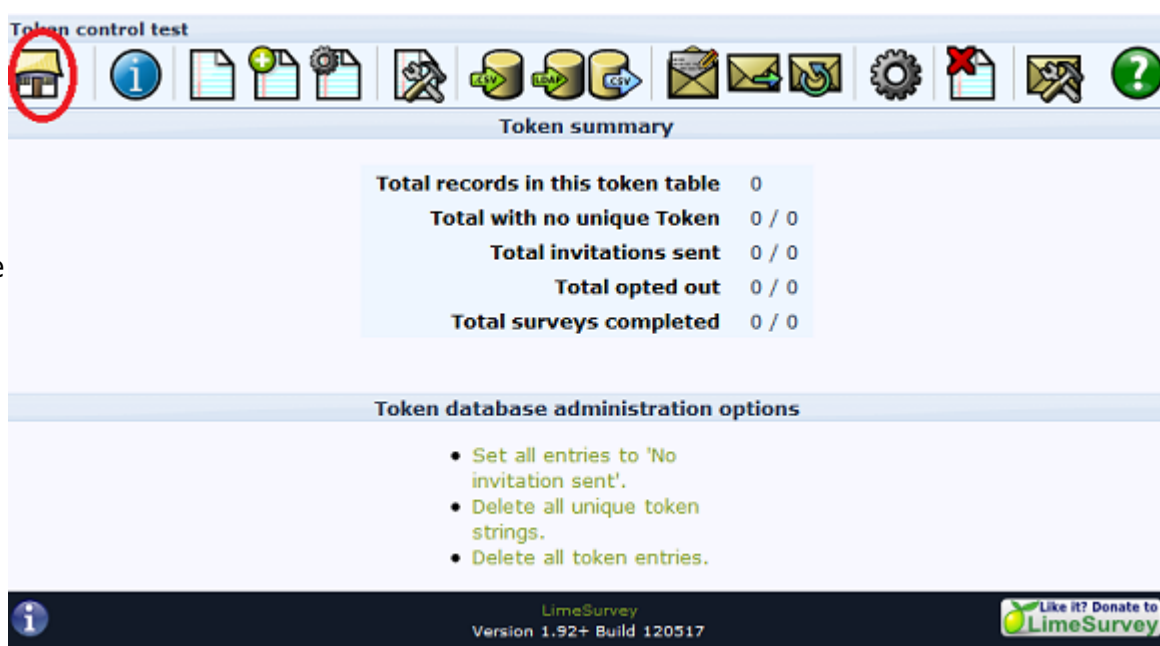 Token control test
CSV LDAP CSV
Token summary
Total records in this token table 0
Total with no unique Token 0 / 0
e
Total invitations sent 0 / 0
Total opted out 0 / 0
Total surveys completed 0 / 0
Token database administration options
Set all entries to 'No
invitation sent'.
Delete all unique token
strings.
Delete all token entries.
LimeSurvey
Version 1.92+ Build 120517
Like it? Donate to
LimeSurvey